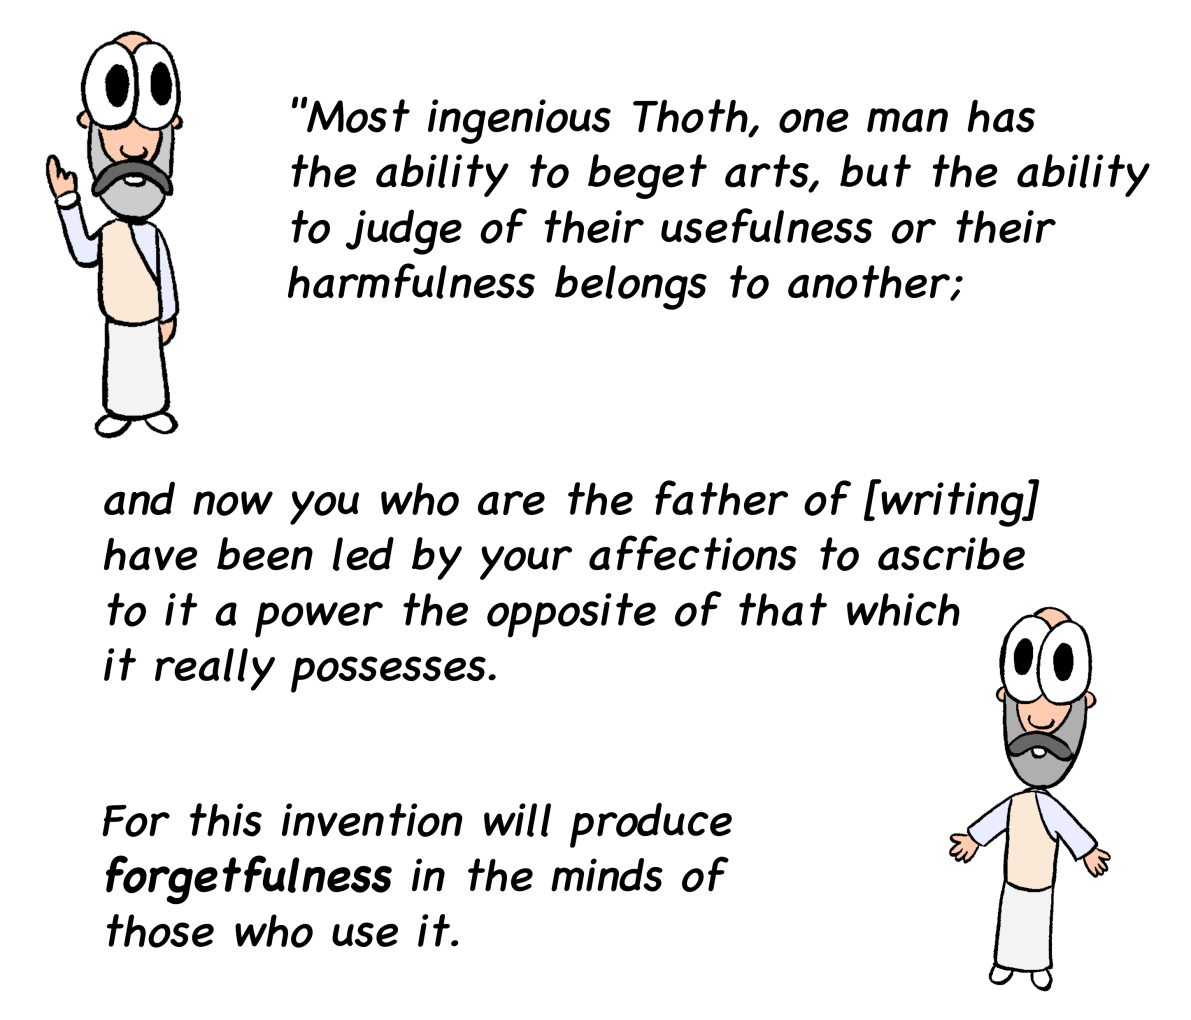 "Most ingenious Thoth, one man has
the ability to beget arts, but the ability
to judge of their usefulness or their
harmfulness belongs to another;
and now you who are the father of [writing]
have been led by your affections to ascribe
to it a power the opposite of that which
it really possesses.
For this invention will produce
forgetfulness in the minds of
those who use it.